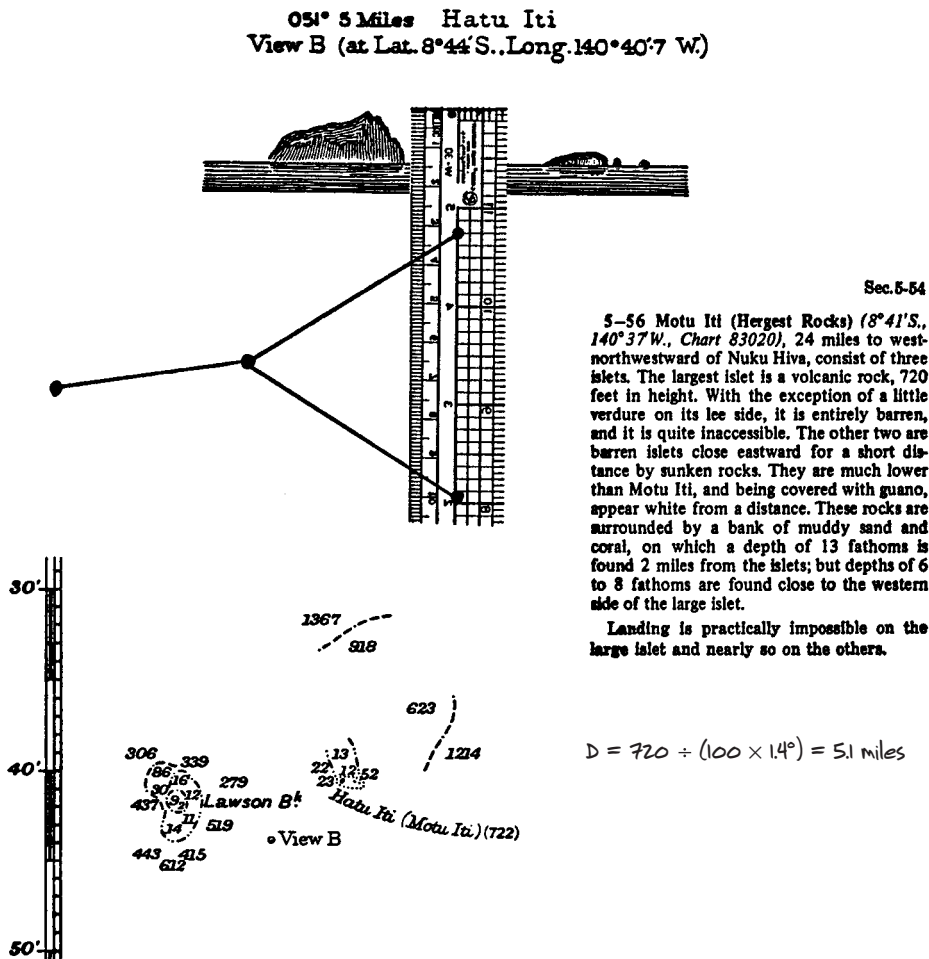 051° 5 Miles Hatu Iti
View B (at Lat. 8°44'S., Long. 140°40'.7 W.)
Sec. 5-54
5–56 Motu Iti (Hergest Rocks) (8°41'S.,
140°37'W., Chart 83020), 24 miles to west-
northwestward of Nuku Hiva, consist of three
islets. The largest islet is a volcanic rock, 720
feet in height. With the exception of a little
verdure on its lee side, it is entirely barren,
and it is quite inaccessible. The other two are
barren islets close eastward for a short dis-
tance by sunken rocks. They are much lower
than Motu Iti, and being covered with guano,
appear white from a distance. These rocks are
surrounded by a bank of muddy sand and
coral, on which a depth of 13 fathoms is
found 2 miles from the islets; but depths of 6
to 8 fathoms are found close to the western
side of the large islet.
Landing is practically impossible on the
large islet and nearly so on the others.
D = 720 ÷ (100 × 1.4°) = 5.1 miles
30'
1367
918
623
1214
40'
306
339
86
16
30
12
9₂
437
279
Lawson Bk
11
14
519
443
415
612
13
22
12
52
23
Hatu Iti (Motu Iti) (722)
View B
50'